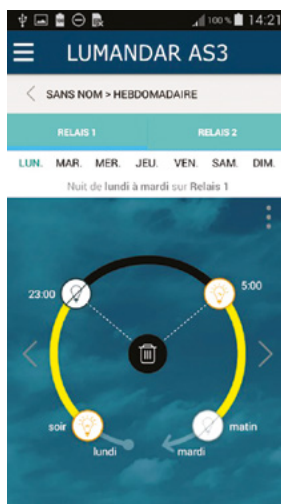 100 % 14:21
LUMANDAR AS3
SANS NOM > HEBDOMADAIRE
RELAIS 1 RELAIS 2
LUN. MAR. MER. JEU. VEN. SAM. DIM.
Nuit de lundi à mardi sur Relais 1
23:00 5:00
soir matin
lundi mardi